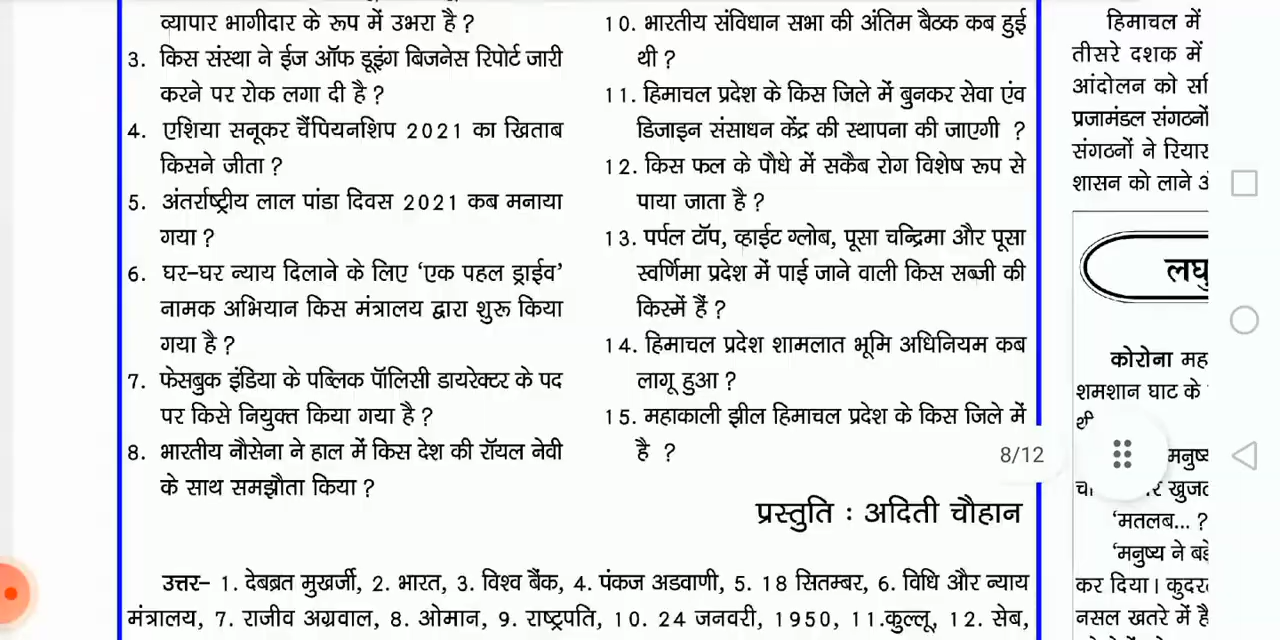 व्यापार भागीदार के रूप में उभरा है ?
3. किस संस्था ने ईज ऑफ डूइंग बिजनेस रिपोर्ट जारी
करने पर रोक लगा दी है ?
4. एशिया सनूकर चैंपियनशिप 2021 का खिताब
किसने जीता ?
5. अंतर्राष्ट्रीय लाल पांडा दिवस 2021 कब मनाया
गया ?
6. घर-घर न्याय दिलाने के लिए ‘एक पहल ड्राईव’
नामक अभियान किस मंत्रालय द्वारा शुरू किया
गया है ?
7. फेसबुक इंडिया के पब्लिक पॉलिसी डायरेक्टर के पद
पर किसे नियुक्त किया गया है ?
8. भारतीय नौसेना ने हाल में किस देश की रॉयल नेवी
के साथ समझौता किया ?
10. भारतीय संविधान सभा की अंतिम बैठक कब हुई
थी ?
11. हिमाचल प्रदेश के किस जिले में बुनकर सेवा एंव
डिजाइन संसाधन केंद्र की स्थापना की जाएगी ?
12. किस फल के पौधे में सकैब रोग विशेष रूप से
पाया जाता है ?
13. पर्पल टॉप, व्हाईट ग्लोब, पूसा चन्द्रिमा और पूसा
स्वर्णिमा प्रदेश में पाई जाने वाली किस सब्जी की
किस्में हैं ?
14. हिमाचल प्रदेश शामलात भूमि अधिनियम कब
लागू हुआ ?
15. महाकाली झील हिमाचल प्रदेश के किस जिले में
है ?
8/12
प्रस्तुति : अदिती चौहान
उत्तर- 1. देबब्रत मुखर्जी, 2. भारत, 3. विश्व बैंक, 4. पंकज अडवाणी, 5. 18 सितम्बर, 6. विधि और न्याय
मंत्रालय, 7. राजीव अग्रवाल, 8. ओमान, 9. राष्ट्रपति, 10. 24 जनवरी, 1950, 11.कुल्लू, 12. सेब,
हिमाचल में
तीसरे दशक में
आंदोलन को
प्रजामंडल संगठनों
संगठनों ने
शासन को लाने
लघु
कोरोना मह
शमशान घाट के
थी
मनुष्य
‘मतलब... ?
‘मनुष्य ने
कर दिया। कुदर
नसल खतरे में है